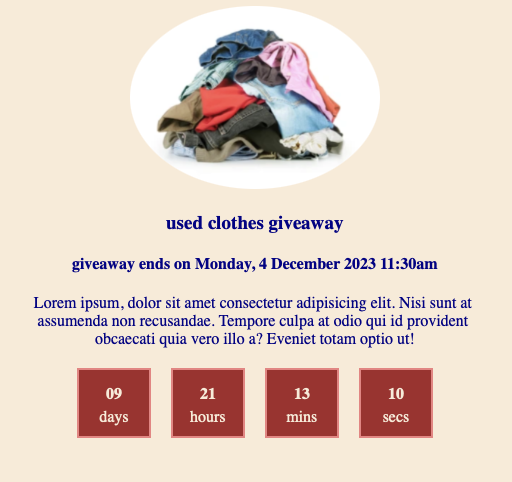 used clothes giveaway
giveaway ends on Monday, 4 December 2023 11:30am
Lorem ipsum, dolor sit amet consectetur adipisicing elit. Nisi sunt at
assumenda non recusandae. Tempore culpa at odio qui id provident
obcaecati quia vero illo a? Eveniet totam optio ut!
09 21 13 10
days hours mins secs